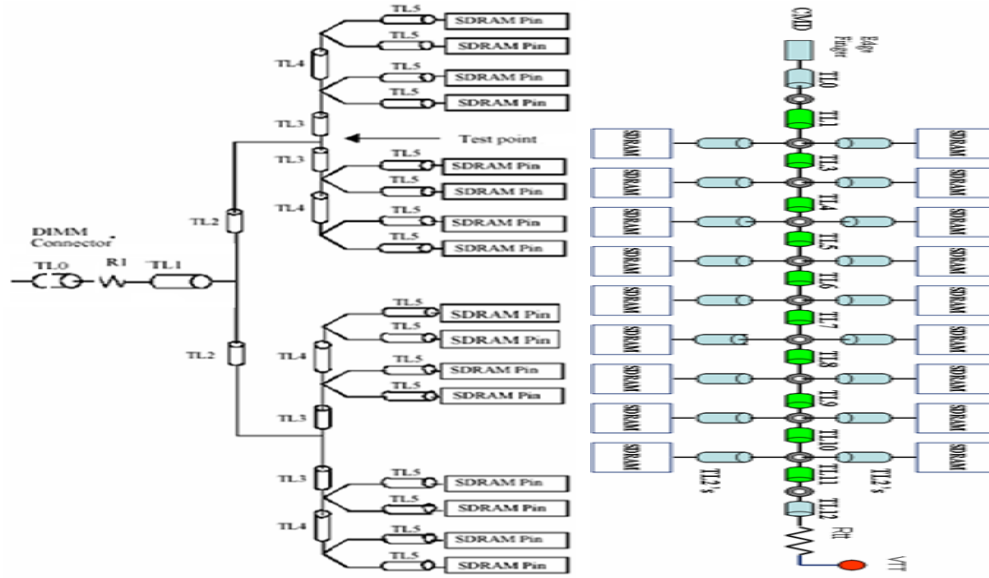 TL5 SDRAM Pin
TL5 SDRAM Pin
TL4
TL5 SDRAM Pin
TL5 SDRAM Pin
TL3
Test point
TL3
TL5 SDRAM Pin
TL5 SDRAM Pin
TL4
TL5 SDRAM Pin
TL5 SDRAM Pin
TL2
DIMM
Connector
TL0 R1 TL1
TL2
TL5 SDRAM Pin
TL5 SDRAM Pin
TL4
TL5 SDRAM Pin
TL5 SDRAM Pin
TL3
TL3
TL5 SDRAM Pin
TL5 SDRAM Pin
TL4
TL5 SDRAM Pin
TL5 SDRAM Pin
CMD
Edge
Finger
TL0
TL1
SDRAM SDRAM
TL3
SDRAM SDRAM
TL4
SDRAM SDRAM
TL5
SDRAM SDRAM
TL6
SDRAM SDRAM
TL7
SDRAM SDRAM
TL8
SDRAM SDRAM
TL9
SDRAM SDRAM
TL10
SDRAM SDRAM
TL2's TL11 TL2's
TL12
Rtt
VTT